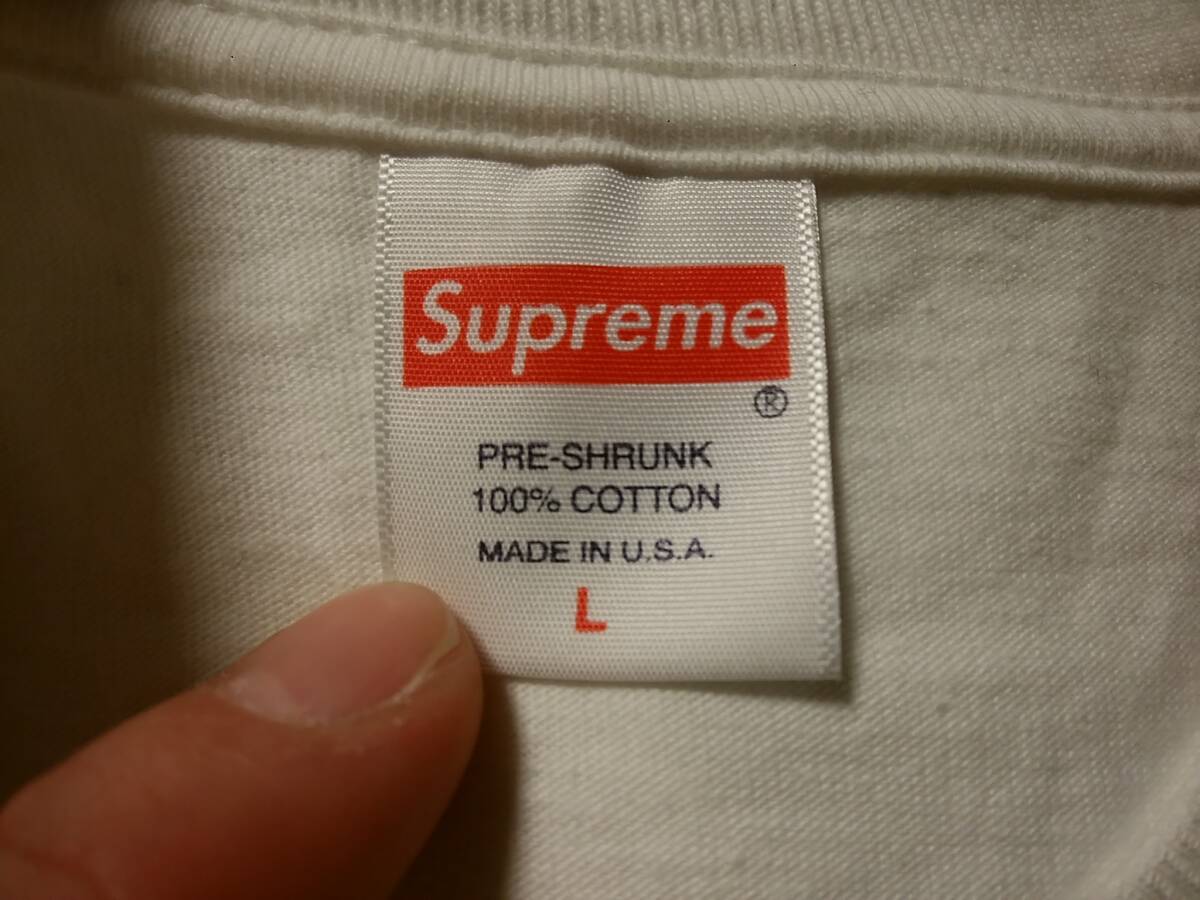 Supreme
®
PRE-SHRUNK
100% COTTON
MADE IN U.S.A.
L